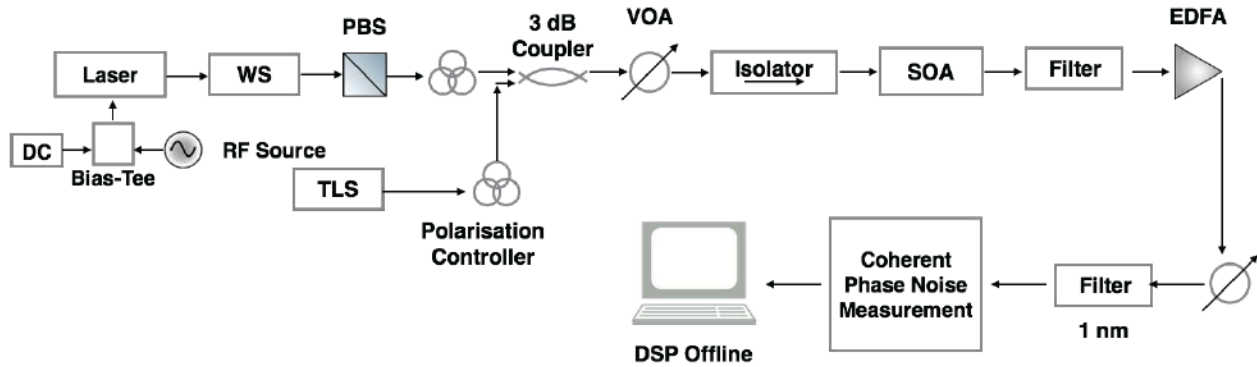 PBS
3 dB
Coupler
VOA
EDFA
Laser
WS
Isolator
SOA
Filter
DC
Bias-Tee
RF Source
TLS
Polarisation
Controller
Coherent
Phase Noise
Measurement
Filter
1 nm
DSP Offline